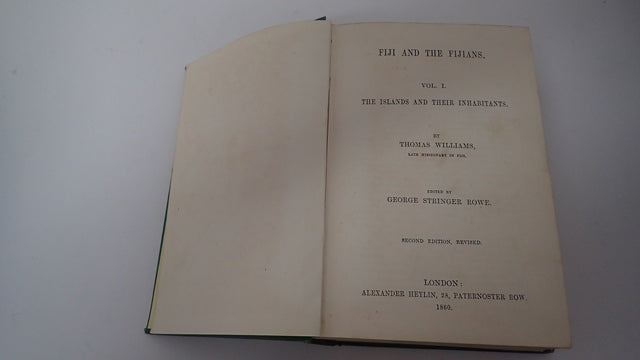 FIJI AND THE FIJIANS.
VOL. I.
THE ISLANDS AND THEIR INHABITANTS.
BY
THOMAS WILLIAMS,
LATE MISSIONARY IN FIJI.
EDITED BY
GEORGE STRINGER ROWE.
SECOND EDITION, REVISED.
LONDON:
ALEXANDER HEYLIN, 28, PATERNOSTER ROW.
1860.